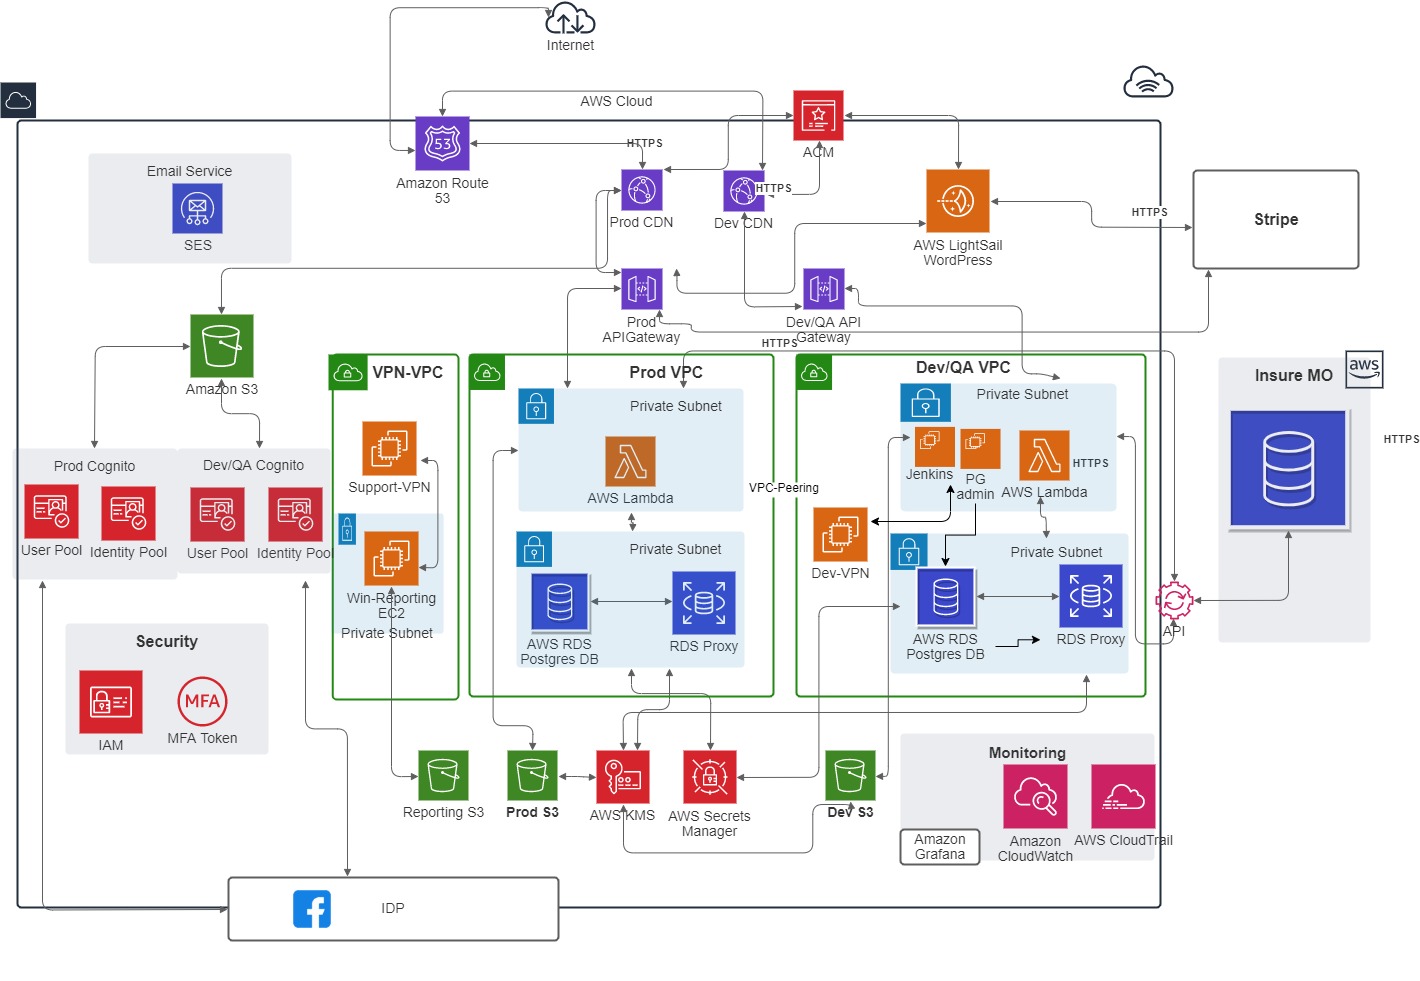 Internet
AWS Cloud
53
Amazon Route
53
HTTPS
ACM
Email Service
SES
Prod CDN
HTTPS
Dev CDN
AWS LightSail
WordPress
HTTPS
Stripe
Prod
APIGateway
Dev/QA API
Gateway
HTTPS
Amazon S3
VPN-VPC
Prod VPC
Dev/QA VPC
Insure MO
aws
HTTPS
Private Subnet
Private Subnet
Prod Cognito
Dev/QA Cognito
Support-VPN
AWS Lambda
VPC-Peering
Jenkins
PG
admin
AWS Lambda
HTTPS
User Pool
Identity Pool
User Pool
Identity Pool
Win-Reporting
EC2
Private Subnet
Private Subnet
AWS RDS
Postgres DB
RDS Proxy
Dev-VPN
Private Subnet
AWS RDS
Postgres DB
RDS Proxy
API
Security
IAM
MFA
MFA Token
Reporting S3
Prod S3
AWS KMS
AWS Secrets
Manager
Dev S3
Monitoring
Amazon
Grafana
Amazon
CloudWatch
AWS CloudTrail
IDP